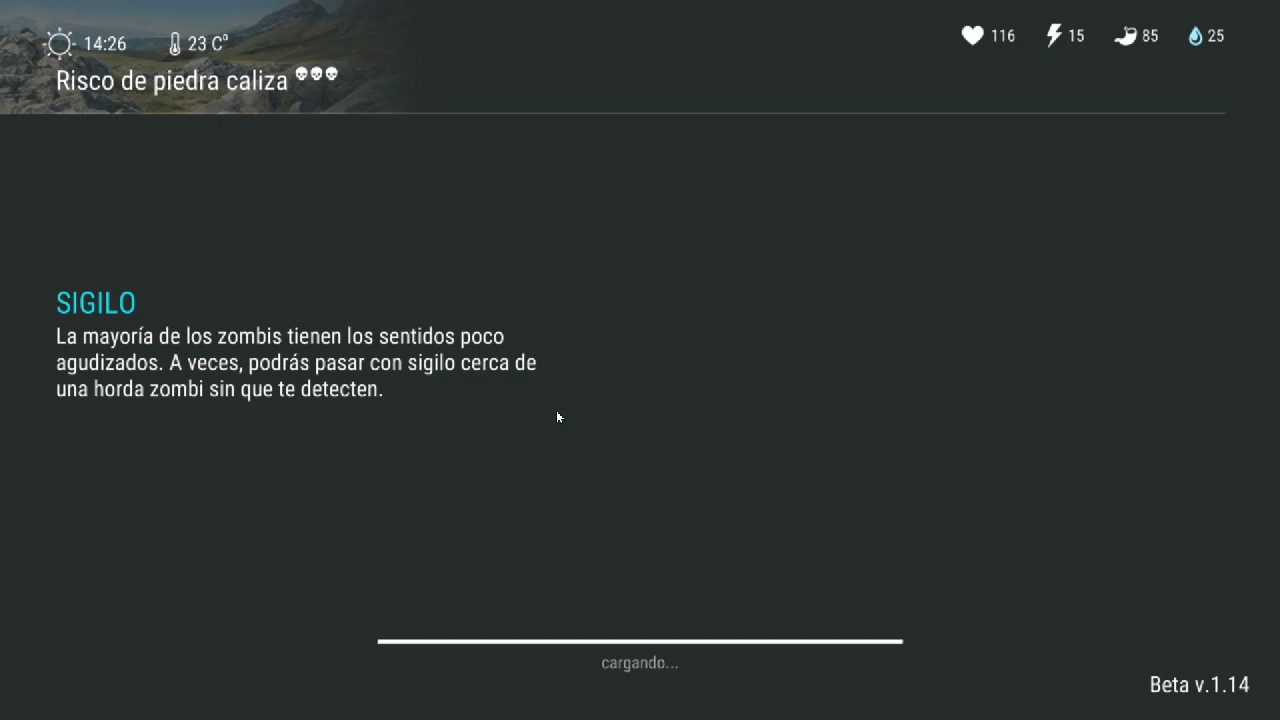 14:26 23 C° 116 15 85 25
Risco de piedra caliza
SIGILO
La mayoría de los zombis tienen los sentidos poco
agudizados. A veces, podrás pasar con sigilo cerca de
una horda zombi sin que te detecten.
cargando...
Beta v.1.14